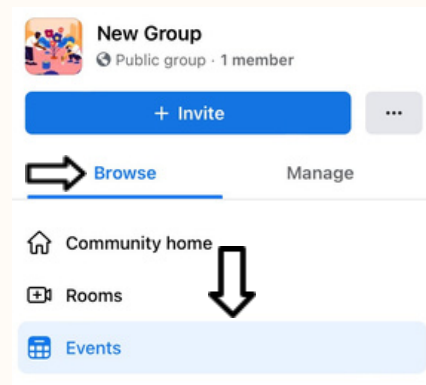 New Group
Public group · 1 member
+ Invite
...
Browse Manage
Community home
Rooms
Events